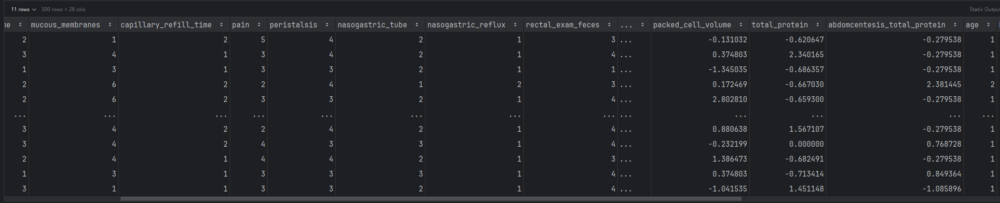 11 rows 300 rows × 28 cols Static Output
ne mucous_membranes capillary_refill_time pain peristalsis nasogastric_tube nasogastric_reflux rectal_exam_feces ... packed_cell_volume total_protein abdomcentesis_total_protein age
2 1 2 5 4 2 1 3 ... -0.131032 -0.620647 -0.279538 1
3 4 1 3 4 2 1 4 ... 0.374803 2.340165 -0.279538 1
1 3 1 3 3 2 1 1 ... -1.345035 -0.686357 -0.279538 1
2 6 2 2 4 1 2 3 ... 0.172469 -0.667030 2.381445 2
2 6 2 3 3 2 1 4 ... 2.802810 -0.659300 -0.279538 1
... ... ... ... ... ... ... ... ... ... ... ... ...
3 4 2 2 4 2 1 4 ... 0.880638 1.567107 -0.279538 1
3 4 2 4 3 3 1 4 ... -0.232199 0.000000 0.768728 1
2 4 1 4 4 2 1 3 ... 1.386473 -0.682491 -0.279538 1
1 3 1 3 3 3 1 4 ... 0.374803 -0.713414 0.849364 1
3 1 1 3 3 2 1 4 ... -1.041535 1.451148 -1.085896 1